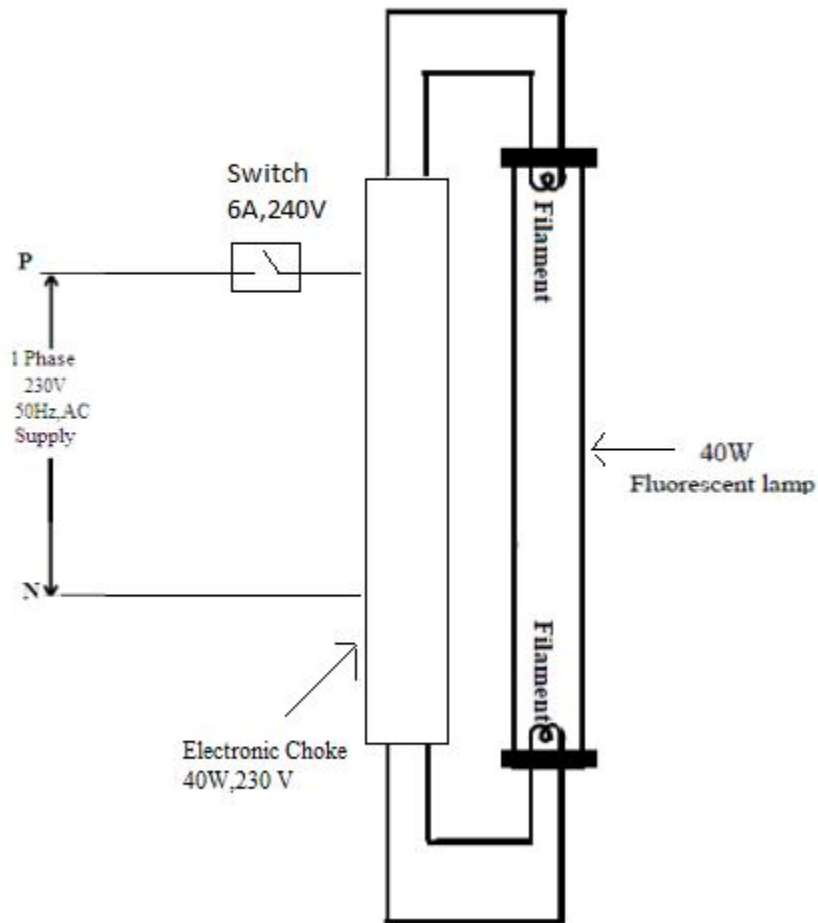 Switch
6A,240V
P
1 Phase
230V
50Hz,AC
Supply
N
Filament
40W
Fluorescent lamp
Filament
Electronic Choke
40W,230 V